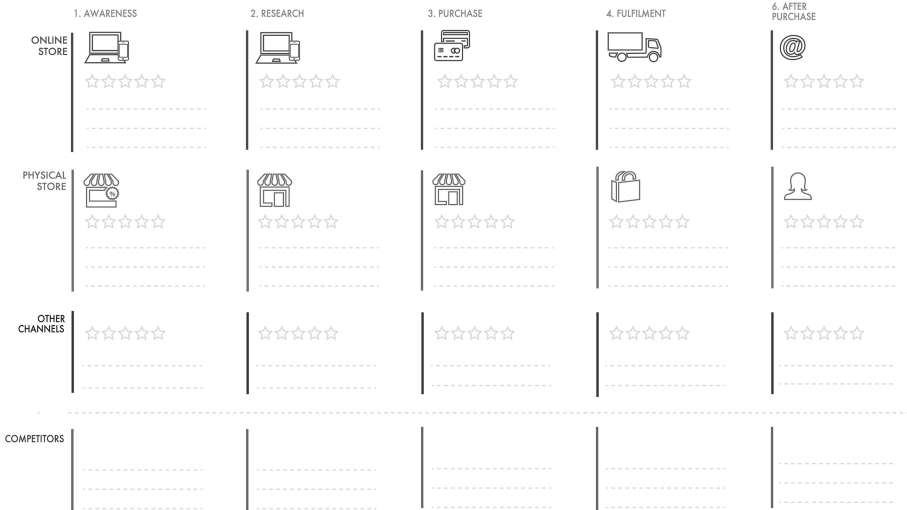 1. AWARENESS
2. RESEARCH
3. PURCHASE
4. FULFILMENT
6. AFTER
PURCHASE
ONLINE
STORE
@
PHYSICAL
STORE
%
OTHER
CHANNELS
COMPETITORS